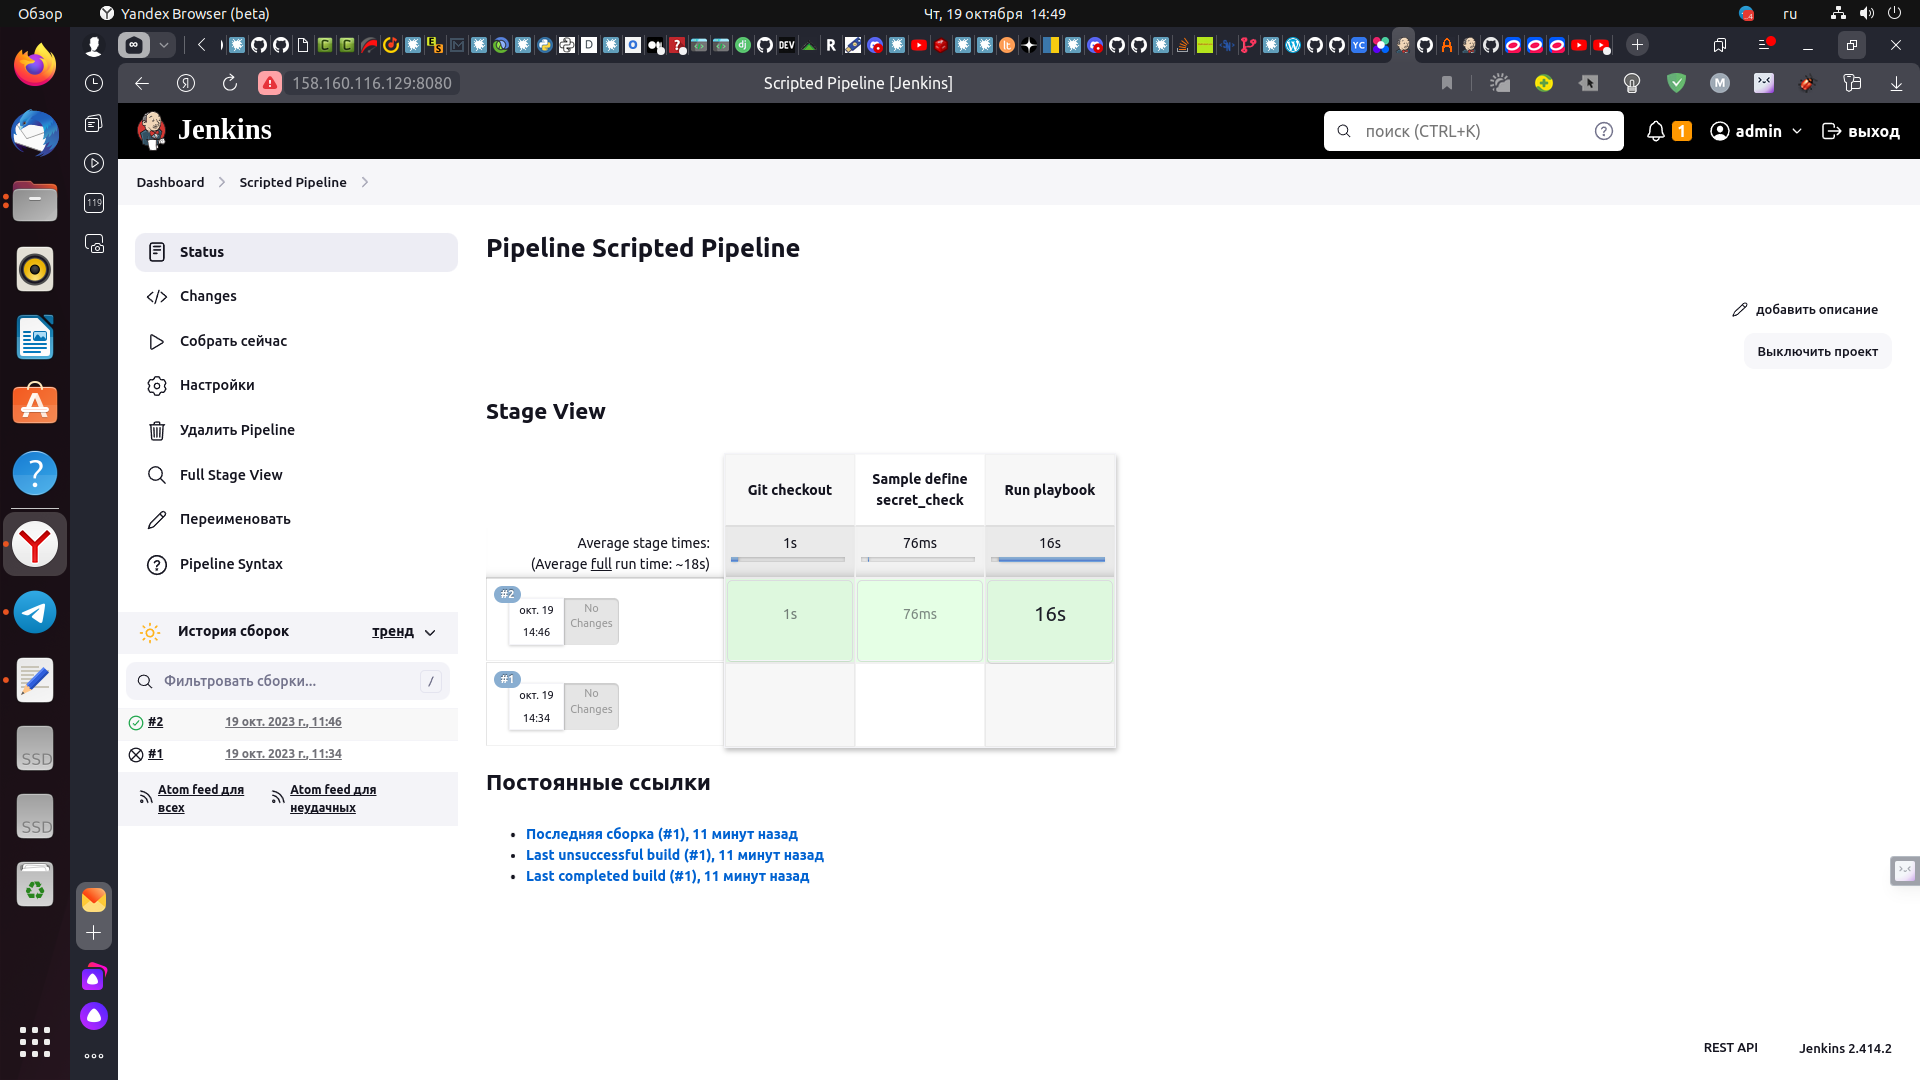 Обзор
Yandex Browser (beta)
Чт, 19 октября 14:49
ru
158.160.116.129:8080
Scripted Pipeline [Jenkins]
Jenkins
поиск (CTRL+K)
1
admin
выход
Dashboard
Scripted Pipeline
119
Status
Changes
Собрать сейчас
Настройки
Удалить Pipeline
Full Stage View
Переименовать
Pipeline Syntax
История сборок
тренд
Фильтровать сборки...
/
#2
19 окт. 2023 г., 11:46
#1
19 окт. 2023 г., 11:34
Atom feed для
всех
Atom feed для
неудачных
Pipeline Scripted Pipeline
добавить описание
Выключить проект
Stage View
Git checkout
Sample define
secret_check
Run playbook
Average stage times:
(Average full run time: ~18s)
1s
76ms
16s
#2
окт. 19
14:46
No
Changes
1s
76ms
16s
#1
окт. 19
14:34
No
Changes
Постоянные ссылки
Последняя сборка (#1), 11 минут назад
Last unsuccessful build (#1), 11 минут назад
Last completed build (#1), 11 минут назад
SSD
SSD
REST API
Jenkins 2.414.2